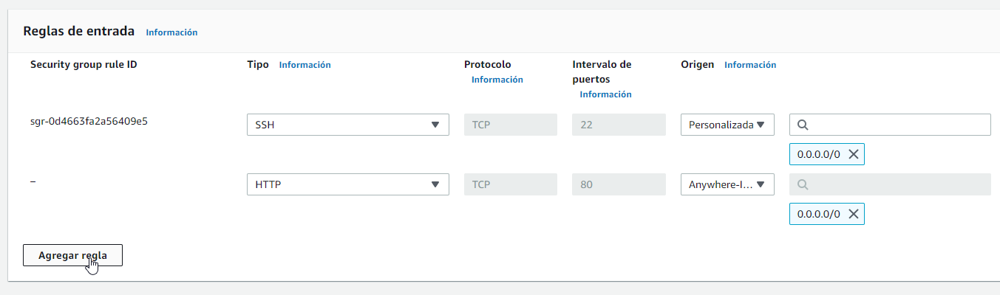 Reglas de entrada Información
Security group rule ID Tipo Información Protocolo Información Intervalo de puertos Información Origen Información
sgr-0d4663fa2a56409e5 SSH TCP 22 Personalizada
0.0.0.0/0
– HTTP TCP 80 Anywhere-I...
0.0.0.0/0
Agregar regla